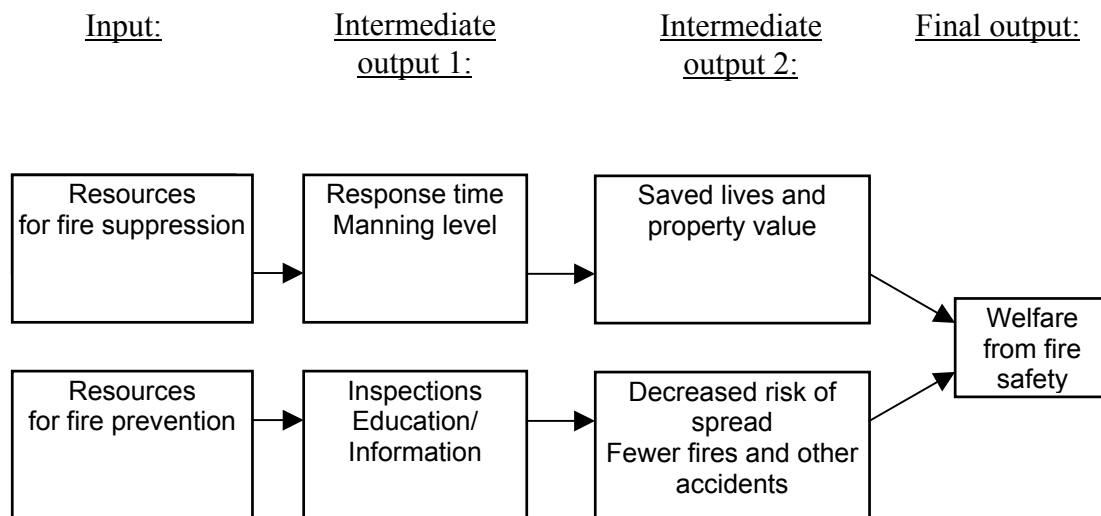 Input:
Intermediate
output 1:
Intermediate
output 2:
Final output:
Resources
for fire suppression
Response time
Manning level
Saved lives and
property value
Welfare
from fire
safety
Resources
for fire prevention
Inspections
Education/
Information
Decreased risk of
spread
Fewer fires and other
accidents